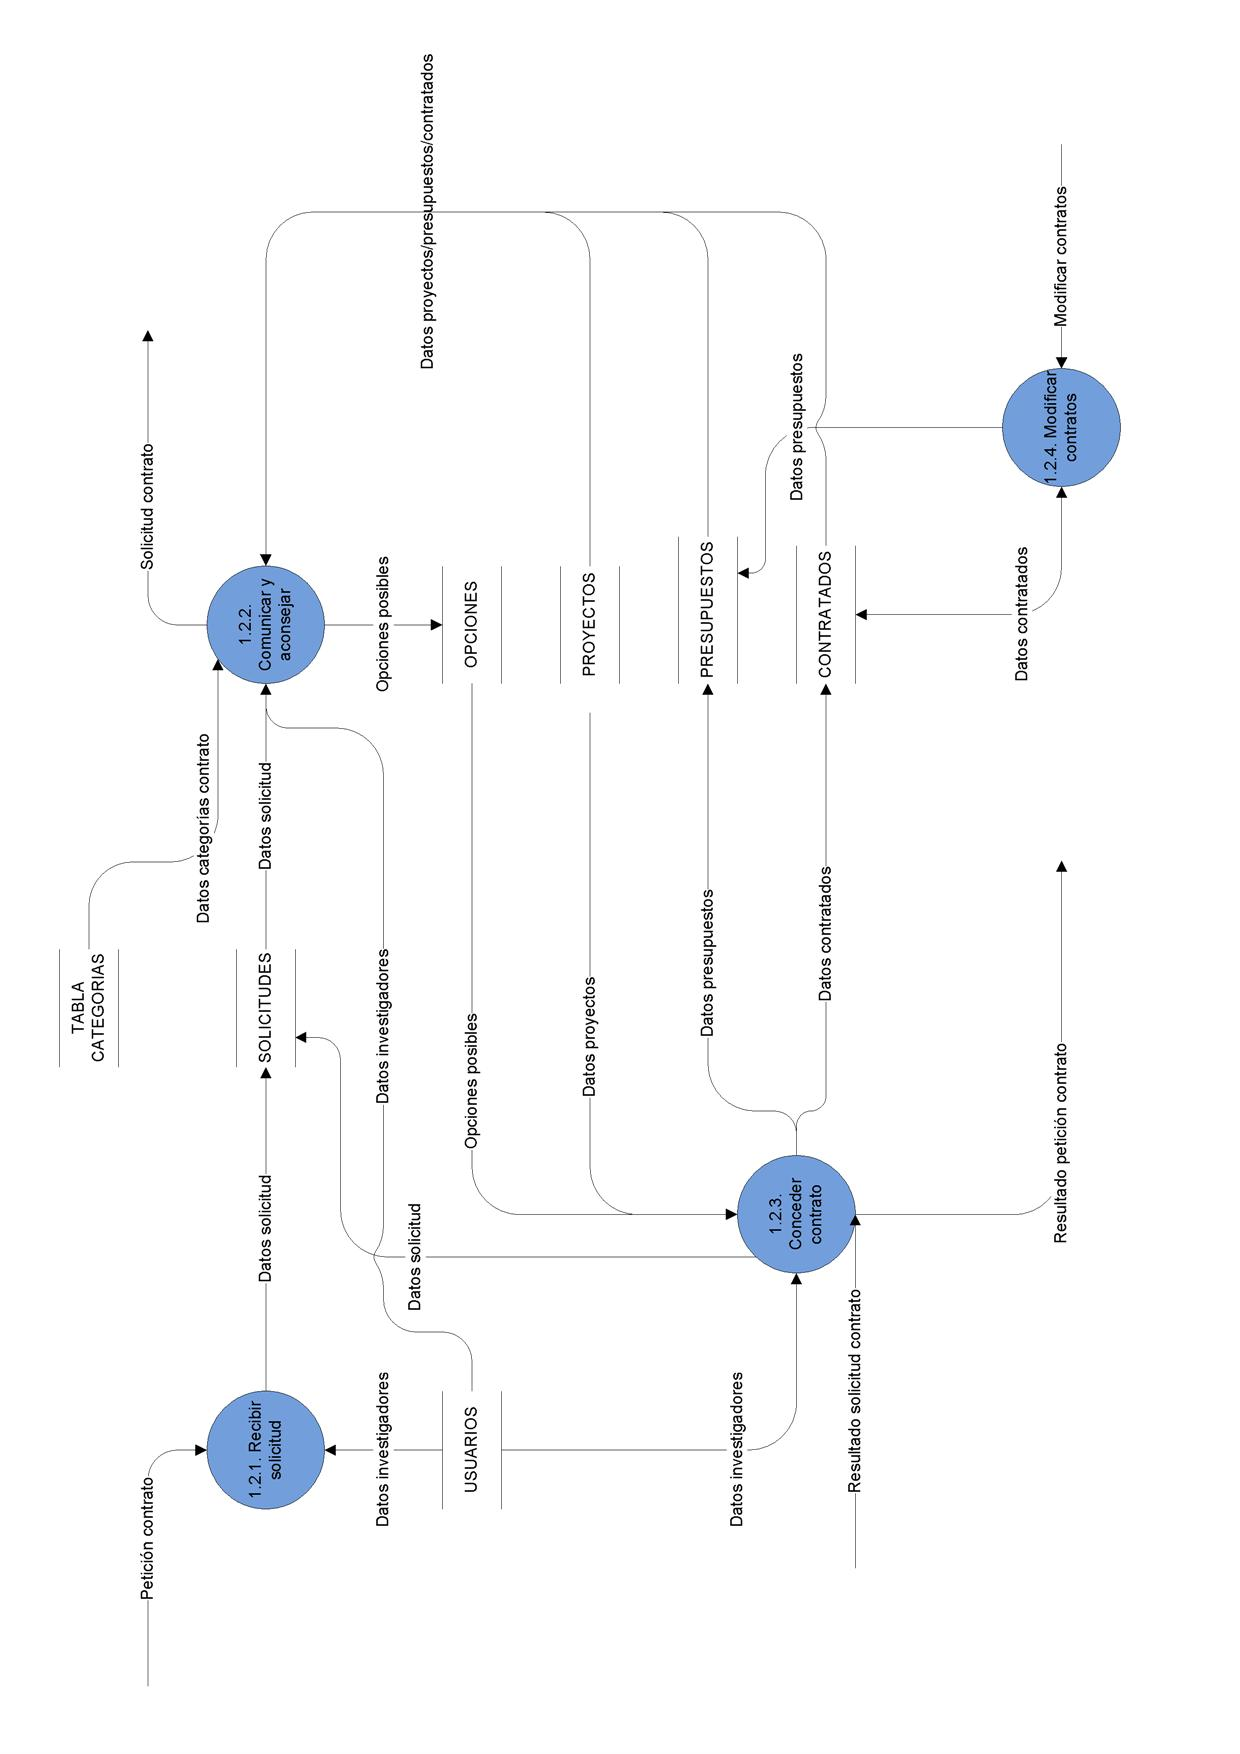 Petición contrato
1.2.1. Recibir
solicitud
Datos solicitud
SOLICITUDES
Datos solicitud
TABLA
CATEGORIAS
Datos categorías contrato
1.2.2.
Comunicar y
aconsejar
Solicitud contrato
Datos proyectos/presupuestos/contratados
Datos investigadores
USUARIOS
Datos investigadores
Datos investigadores
Datos solicitud
Opciones posibles
OPCIONES
Opciones posibles
PROYECTOS
Datos proyectos
PRESUPUESTOS
Datos presupuestos
Datos presupuestos
CONTRATADOS
Datos contratados
1.2.3.
Conceder
contrato
Resultado solicitud contrato
Resultado petición contrato
Datos contratados
1.2.4. Modificar
contratos
Modificar contratos